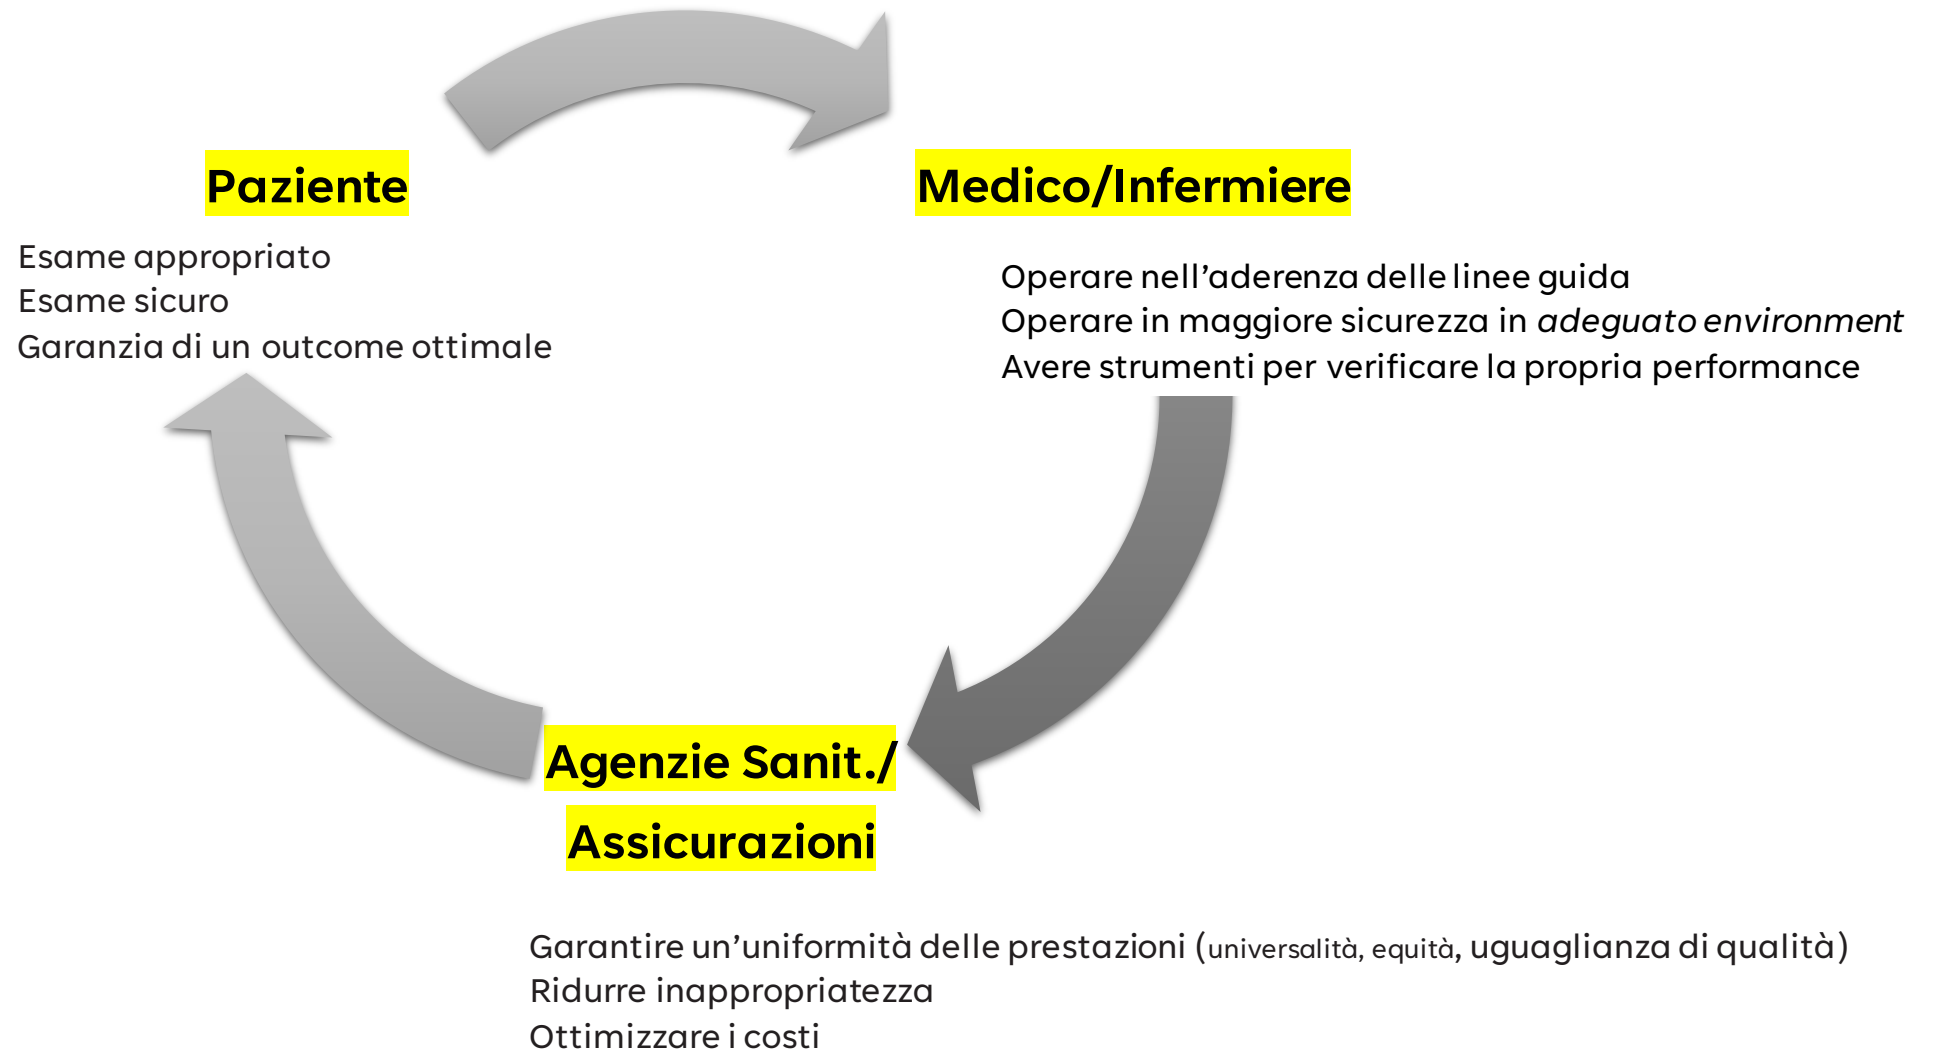 Paziente
Esame appropriato
Esame sicuro
Garanzia di un outcome ottimale
Medico/Infermiere
Operare nell’aderenza delle linee guida
Operare in maggiore sicurezza in adeguato environment
Avere strumenti per verificare la propria performance
Agenzie Sanit./
Assicurazioni
Garantire un’uniformità delle prestazioni (universalità, equità, uguaglianza di qualità)
Ridurre inappropriatezza
Ottimizzare i costi